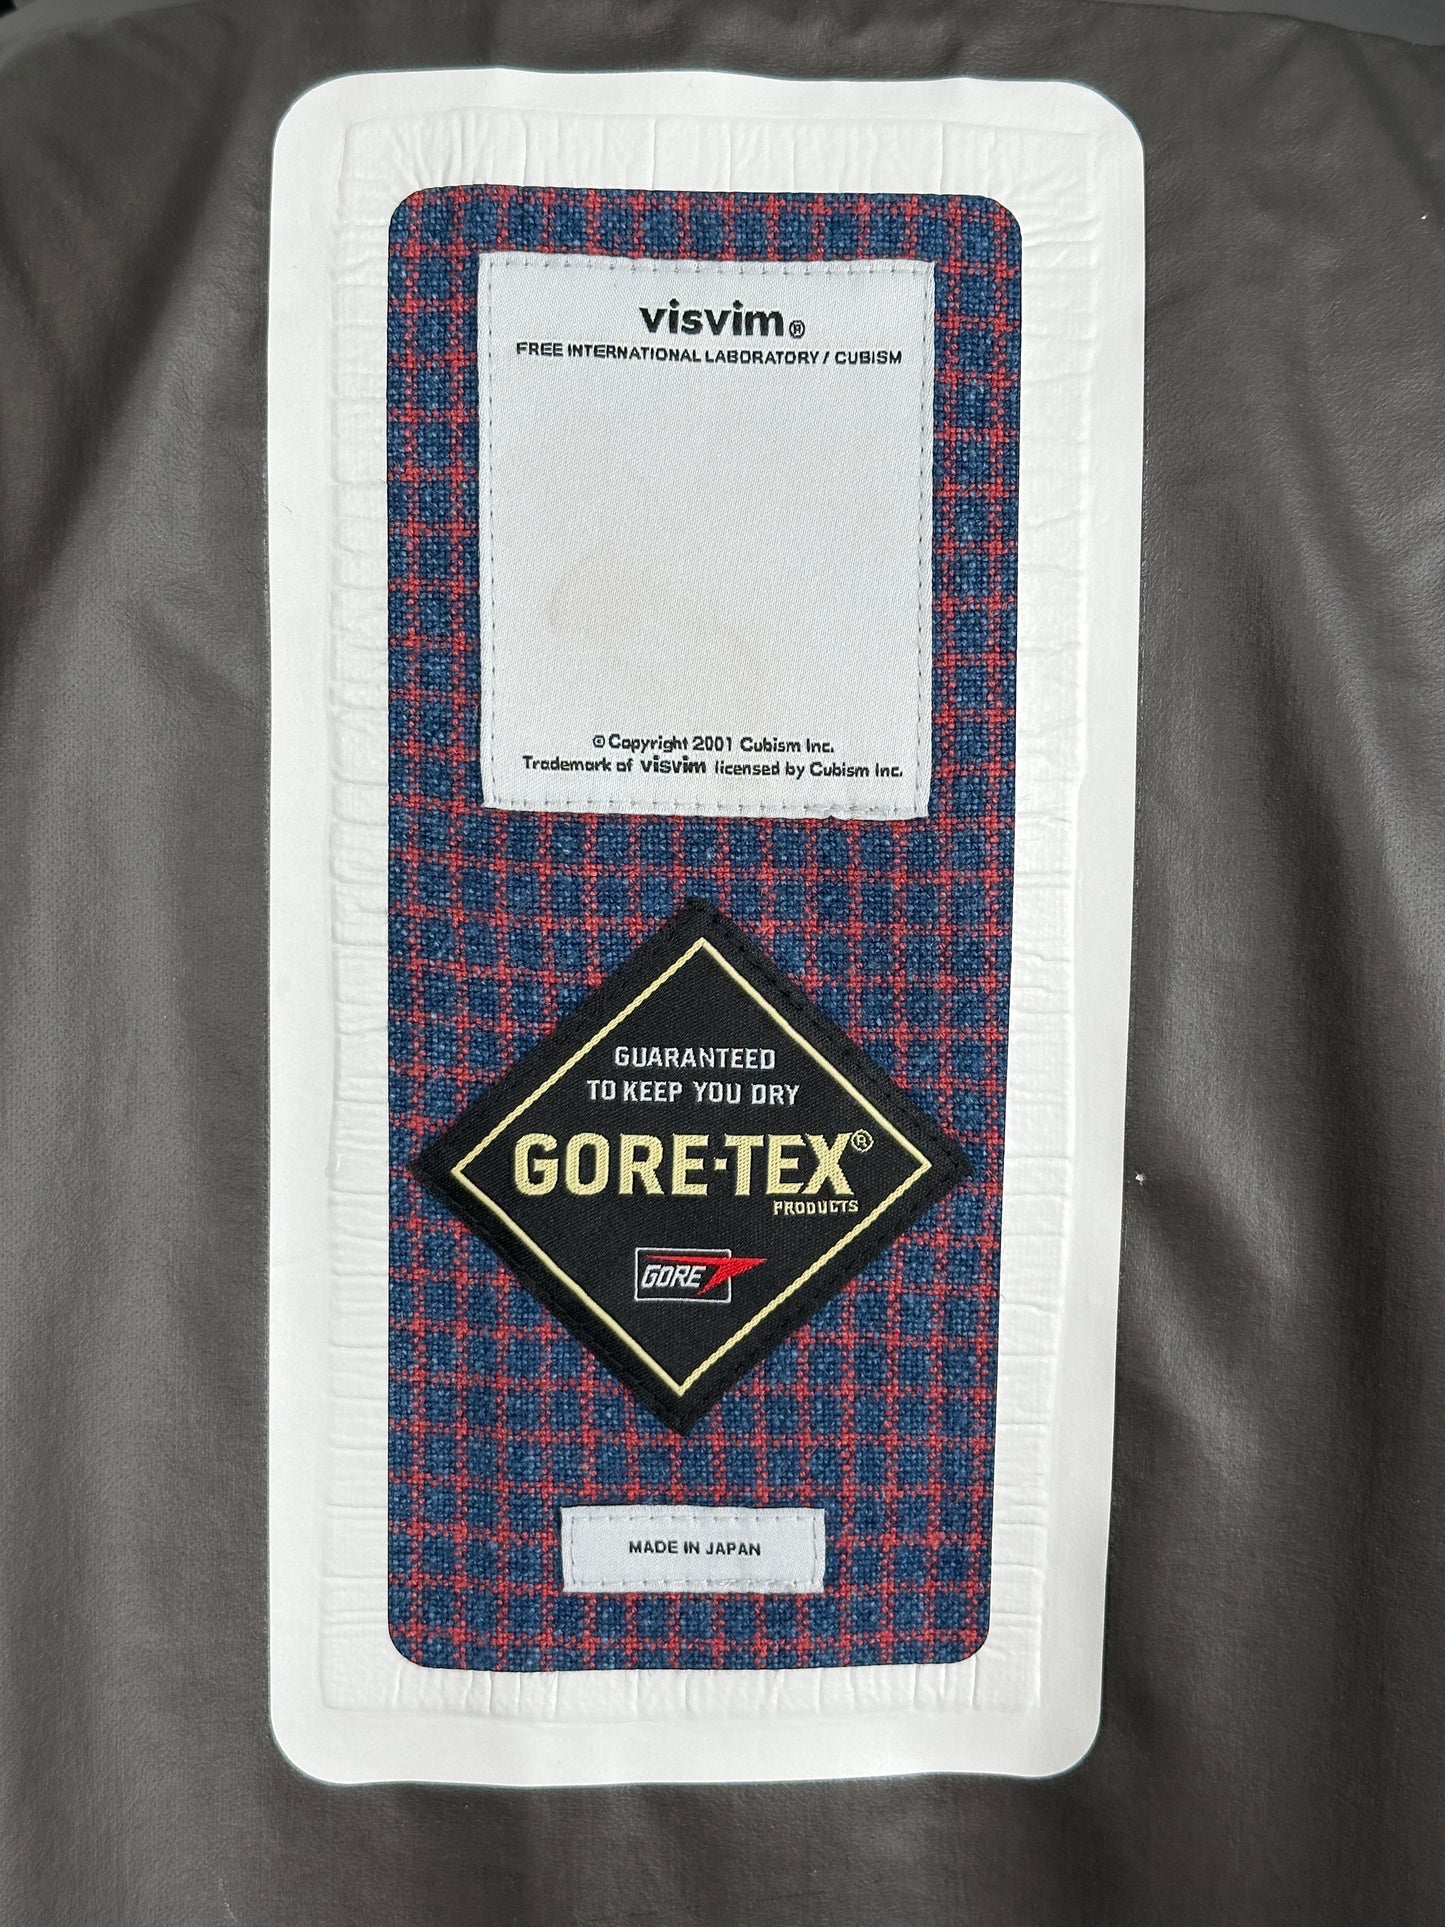 visvim®
FREE INTERNATIONAL LABORATORY / CUBISM
© Copyright 2001 Cubism Inc.
Trademark of visvim licensed by Cubism Inc.
GUARANTEED
TO KEEP YOU DRY
GORE-TEX®
PRODUCTS
GORE
MADE IN JAPAN